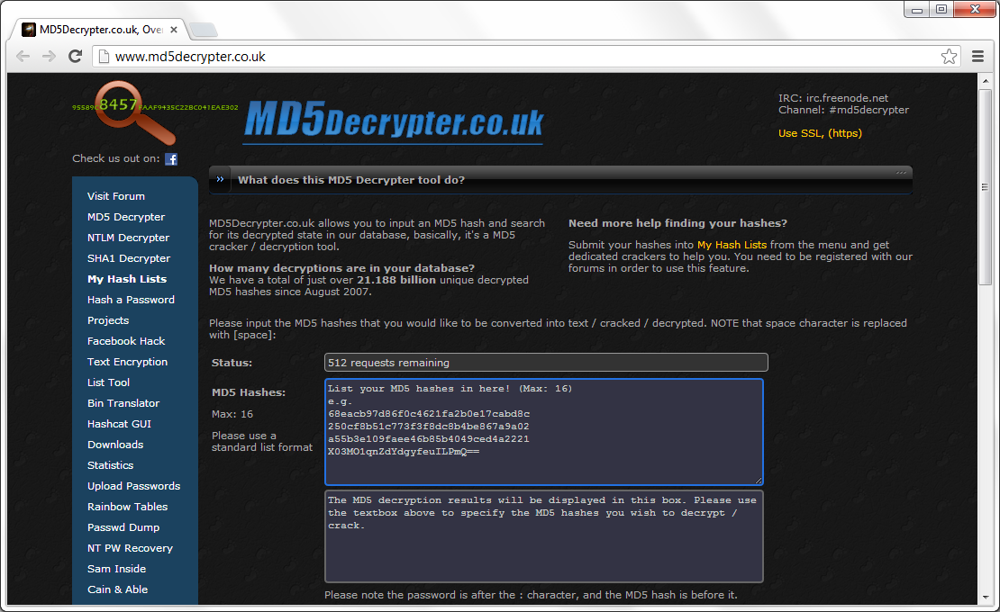 MD5Decrypter.co.uk, Ove
www.md5decrypter.co.uk
95589C8457FAAF9435C22BC041EAE302
MD5Decrypter.co.uk
IRC: irc.freenode.net
Channel: #md5decrypter
Use SSL, (https)
Check us out on:
Visit Forum
MD5 Decrypter
NTLM Decrypter
SHA1 Decrypter
My Hash Lists
Hash a Password
Projects
Facebook Hack
Text Encryption
List Tool
Bin Translator
Hashcat GUI
Downloads
Statistics
Upload Passwords
Rainbow Tables
Passwd Dump
NT PW Recovery
Sam Inside
Cain & Able
What does this MD5 Decrypter tool do?
MD5Decrypter.co.uk allows you to input an MD5 hash and search
for its decrypted state in our database, basically, it's a MD5
cracker / decryption tool.
How many decryptions are in your database?
We have a total of just over 21.188 billion unique decrypted
MD5 hashes since August 2007.
Need more help finding your hashes?
Submit your hashes into My Hash Lists from the menu and get
dedicated crackers to help you. You need to be registered with our
forums in order to use this feature.
Please input the MD5 hashes that you would like to be converted into text / cracked / decrypted. NOTE that space character is replaced
with [space]:
Status:
512 requests remaining
MD5 Hashes:
Max: 16
Please use a
standard list format
List your MD5 hashes in here! (Max: 16)
e.g.
68eacb97d86f0c4621fa2b0e17cabd8c
250cf8b51c773f3f8dc8b4be867a9a02
a55b3e109faee46b85b4049ced4a2221
X03MO1qnZdYdgyfeuILPmQ==
The MD5 decryption results will be displayed in this box. Please use
the textbox above to specify the MD5 hashes you wish to decrypt /
crack.
Please note the password is after the : character, and the MD5 hash is before it.